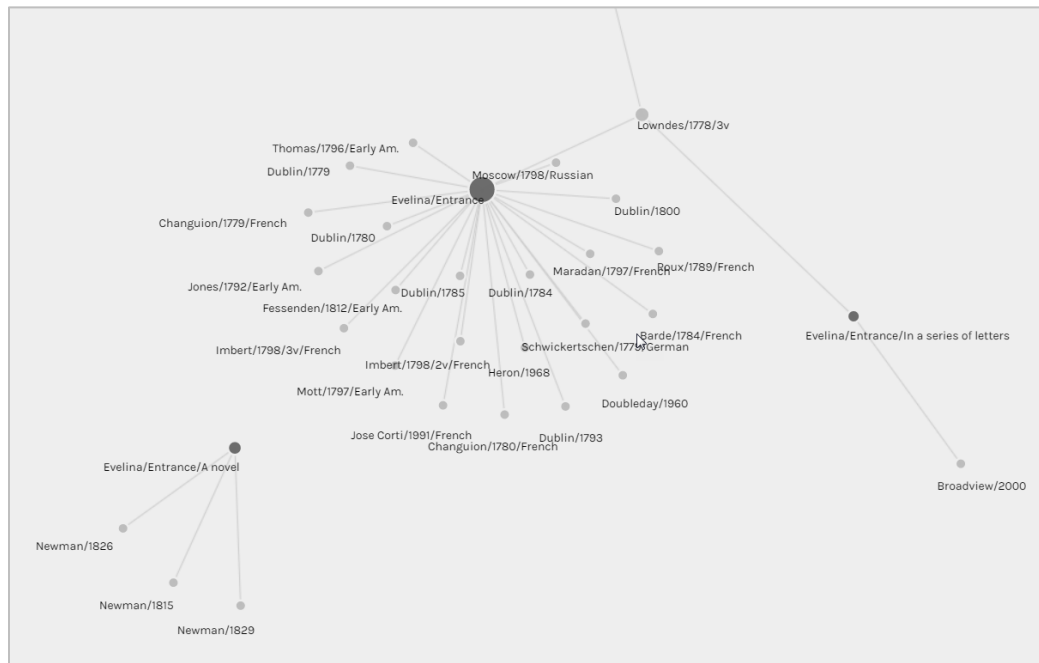 Lowndes/1778/3v
Thomas/1796/Early Am.
Dublin/1779
Moscow/1798/Russian
Evelina/Entrance
Dublin/1800
Changuion/1779/French
Dublin/1780
Maradan/1797/French
Roux/1789/French
Jones/1792/Early Am.
Dublin/1785
Dublin/1784
Fessenden/1812/Early Am.
Barde/1784/French
Evelina/Entrance/In a series of letters
Schwickertschen/1779/German
Imbert/1798/3v/French
Imbert/1798/2v/French
Heron/1968
Mott/1797/Early Am.
Doubleday/1960
Jose Corti/1991/French
Dublin/1793
Changuion/1780/French
Evelina/Entrance/A novel
Broadview/2000
Newman/1826
Newman/1815
Newman/1829